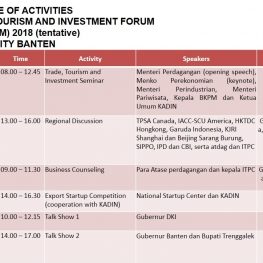 E OF ACTIVITIES
TOURISM AND INVESTMENT FORUM
M) 2018 (tentative)
ITY BANTEN
Time Activity Speakers
08.00 – 12.45 Trade, Tourism and Investment Seminar Menteri Perdagangan (opening speech),
Menko Perekonomian (keynote),
Menteri Perindustrian, Menteri
Pariwisata, Kepala BKPM dan Ketua
Umum KADIN
13.00 – 16.00 Regional Discussion TPSA Canada, IACC-SCU America, HKTDC
Hongkong, Garuda Indonesia, KJRI
Shanghai dan Beijing Sarang Burung,
SIPPO, IPD dan CBI, serta atdag dan ITPC
09.00 – 11.30 Business Counseling Para Atase perdagangan dan kepala ITPC
14.00 – 16.30 Export Startup Competition National Startup Center dan KADIN
(cooperation with KADIN)
10.00 – 12.15 Talk Show 1 Gubernur DKI
14.00 – 17.00 Talk Show 2 Gubernur Banten dan Bupati Trenggalek